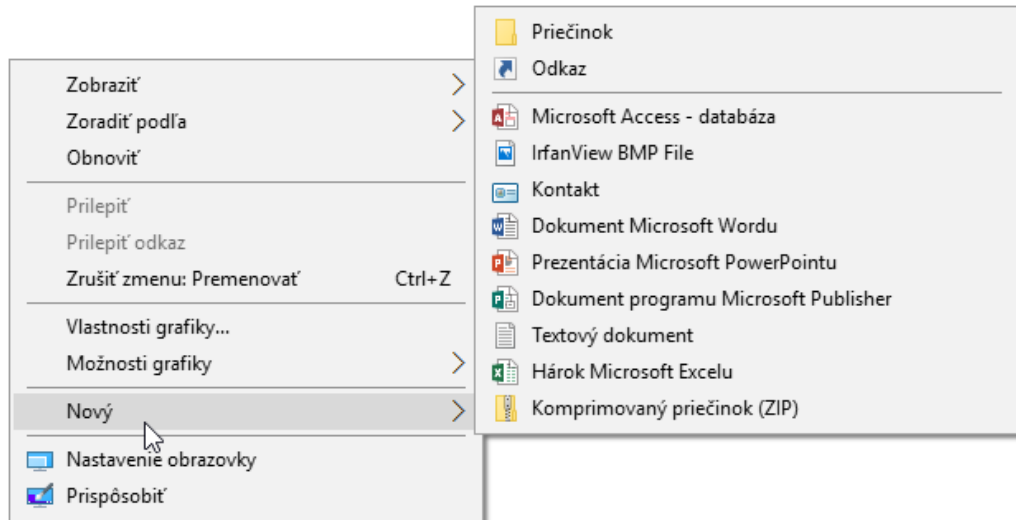 Zobraziť
Zoradiť podľa
Obnoviť
Prilepiť
Prilepiť odkaz
Zrušiť zmenu: Premenovať Ctrl+Z
Vlastnosti grafiky...
Možnosti grafiky
Nový
Nastavenie obrazovky
Prispôsobiť
Priečinok
Odkaz
Microsoft Access - databáza
IrfanView BMP File
Kontakt
Dokument Microsoft Wordu
Prezentácia Microsoft PowerPointu
Dokument programu Microsoft Publisher
Textový dokument
Hárok Microsoft Excelu
Komprimovaný priečinok (ZIP)